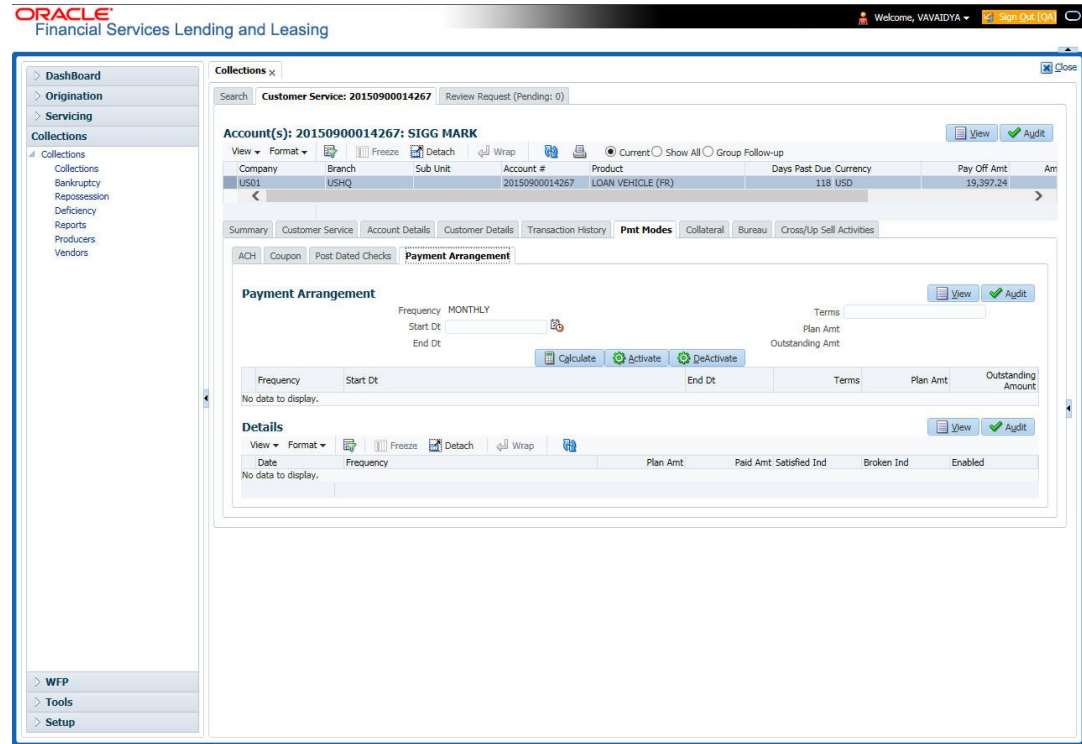 ORACLE
Financial Services Lending and Leasing
Welcome, VAVAIDYA Sign Out [QA]
Close
DashBoard
Origination
Servicing
Collections
Collections
Collections
Bankruptcy
Repossession
Deficiency
Reports
Producers
Vendors
WFP
Tools
Setup
Collections x
Search Customer Service: 20150900014267 Review Request (Pending: 0)
Account(s): 20150900014267: SIGG MARK View Audit
View Format Freeze Detach Wrap Current Show All Group Follow-up
Company Branch Sub Unit Account # Product Days Past Due Currency Pay Off Amt Am
US01 USHQ 20150900014267 LOAN VEHICLE (FR) 118 USD 19,397.24
Summary Customer Service Account Details Customer Details Transaction History Pmt Modes Collateral Bureau Cross/Up Sell Activities
ACH Coupon Post Dated Checks Payment Arrangement
Payment Arrangement View Audit
Frequency MONTHLY Terms
Start Dt Plan Amt
End Dt Outstanding Amt
Calculate Activate DeActivate
Frequency Start Dt End Dt Terms Plan Amt Outstanding Amount
No data to display.
Details View Audit
View Format Freeze Detach Wrap
Date Frequency Plan Amt Paid Amt Satisfied Ind Broken Ind Enabled
No data to display.